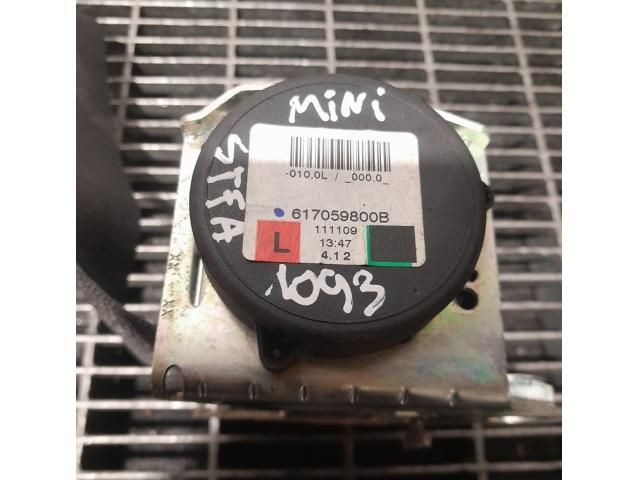 MiNi
STFA
-010,0L / _000.0_
617059800B
L
111109
13:47
4.12
1093